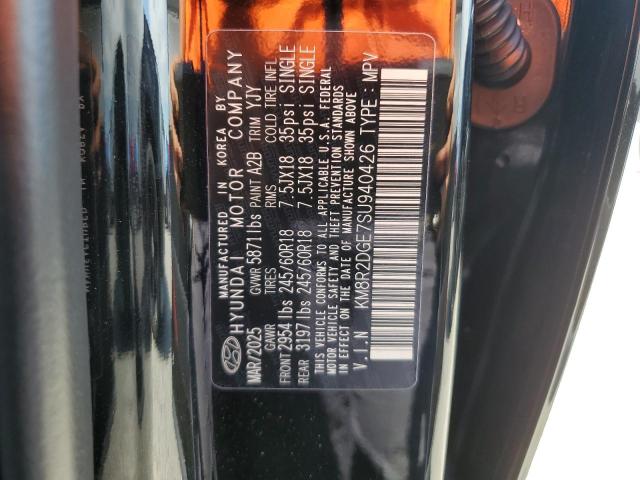 MANUFACTURED IN KOREA BY
HYUNDAI MOTOR COMPANY
MAR/2025 GVWR 5871lbs PAINT A2B TRIM YJY
GAWR TIRES RIMS COLD TIRE INFL
FRONT 2954 lbs 245/60R18 7.5JX18 35psi SINGLE
REAR 3197 lbs 245/60R18 7.5JX18 35psi SINGLE
THIS VEHICLE CONFORMS TO ALL APPLICABLE U.S.A. FEDERAL
MOTOR VEHICLE SAFETY AND THEFT PREVENTION STANDARDS
IN EFFECT ON THE DATE OF MANUFACTURE SHOWN ABOVE
V.I.N KM8R2DGE7SU940426 TYPE : MPV